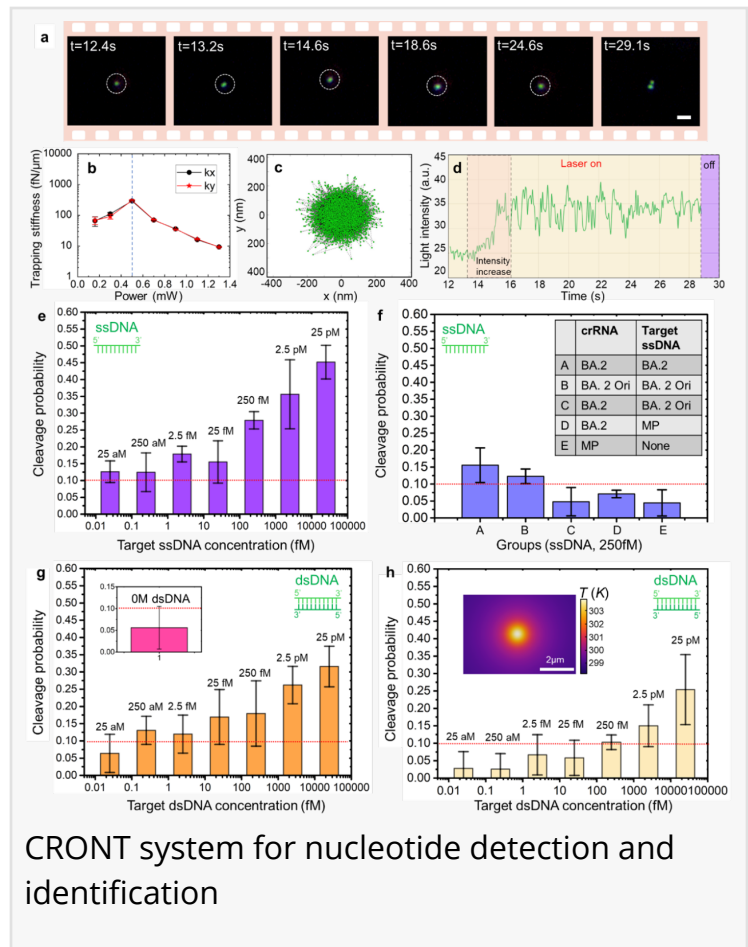 a
t=12.4s t=13.2s t=14.6s t=18.6s t=24.6s t=29.1s
b
Trapping stiffness (fN/μm)
10000
1000
100
10
1
kx
ky
0.0 0.2 0.4 0.6 0.8 1.0 1.2 1.4
Power (mW)
c
y (nm)
400
200
0
200
400
-400 -200 0 200 400
x (nm)
d
Light intensity (a.u.)
45
40
35
30
25
20
Laser on
off
Intensity
increase
12 14 16 18 20 22 24 26 28 30
Time (s)
e
ssDNA
5' 3'
Cleavage probability
0.60
0.55
0.50
0.45
0.40
0.35
0.30
0.25
0.20
0.15
0.10
0.05
0.00
25 aM 250 aM 2.5 fM 25 fM 250 fM 2.5 pM 25 pM
0.01 0.1 1 10 100 1000 10000 100000
Target ssDNA concentration (fM)
f
ssDNA
5' 3'
Cleavage probability
0.60
0.55
0.50
0.45
0.40
0.35
0.30
0.25
0.20
0.15
0.10
0.05
0.00
crRNA Target
ssDNA
A BA.2 BA.2
B BA. 2 Ori BA. 2 Ori
C BA.2 BA. 2 Ori
D BA.2 MP
E MP None
A B C D E
Groups (ssDNA, 250fM)
g
dsDNA
5' 3'
3' 5'
0M dsDNA
0.15
0.10
0.05
0.00
1
Cleavage probability
0.60
0.55
0.50
0.45
0.40
0.35
0.30
0.25
0.20
0.15
0.10
0.05
0.00
25 aM 250 aM 2.5 fM 25 fM 250 fM 2.5 pM 25 pM
0.01 0.1 1 10 100 1000 10000 100000
Target dsDNA concentration (fM)
h
dsDNA
5' 3'
3' 5'
T (K)
303
302
301
300
299
2μm
Cleavage probability
0.60
0.55
0.50
0.45
0.40
0.35
0.30
0.25
0.20
0.15
0.10
0.05
0.00
25 aM 250 aM 2.5 fM 25 fM 250 fM 2.5 pM 25 pM
0.01 0.1 1 10 100 1000 10000100000
Target dsDNA concentration (fM)
CRONT system for nucleotide detection and
identification